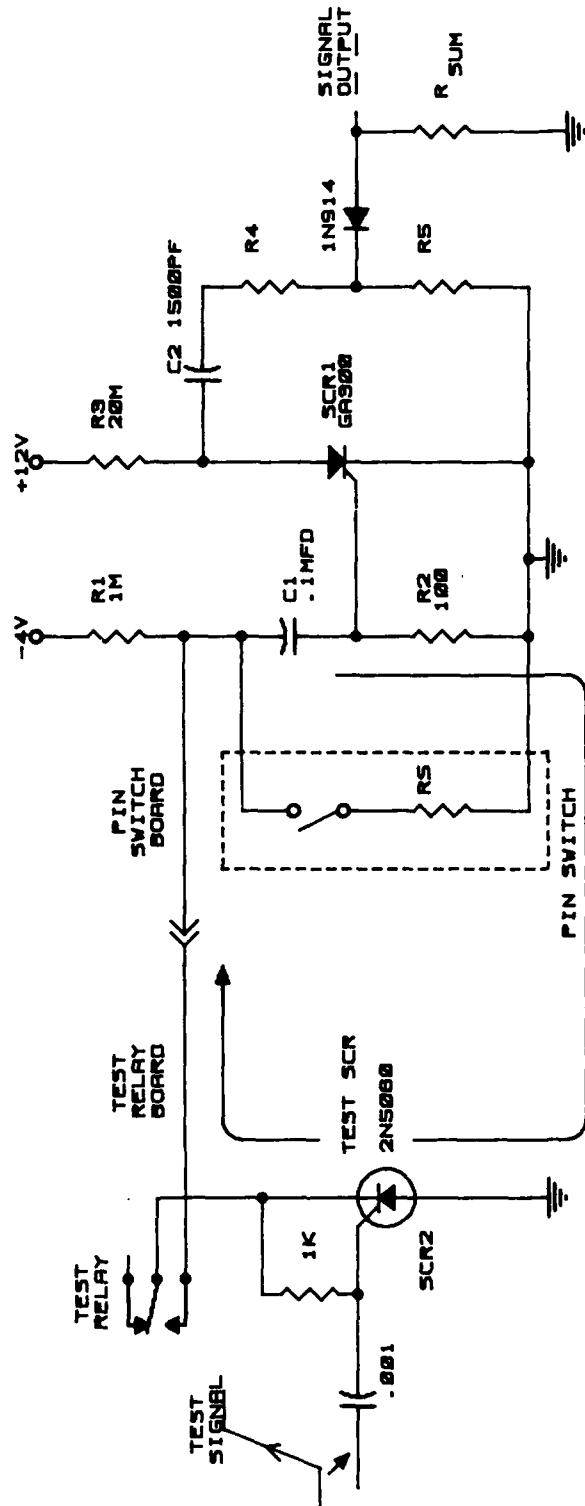 -4V
+12V
TEST
RELAY
R1
1M
R3
20M
TEST
RELAY
BOARD
PIN
SWITCH
BOARD
C2 1500PF
TEST
SIGNAL
R4
C1
.1MFD
1K
SCR1
GA300
1N914
SIGNAL
OUTPUT
TEST SCR
2N5060
.001
SCR2
RS
R2
100
R5
R SUM
PIN SWITCH